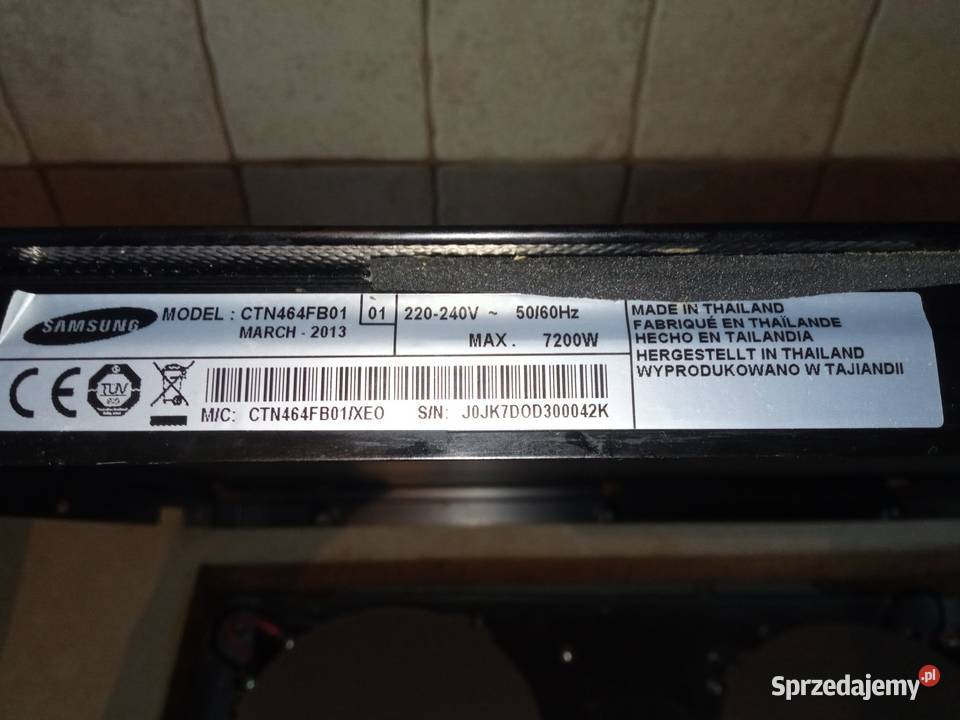 SAMSUNG
MODEL : CTN464FB01 01
MARCH - 2013
220-240V ~ 50/60Hz
MAX. 7200W
MADE IN THAILAND
FABRIQUÉ EN THAÏLANDE
HECHO EN TAILANDIA
HERGESTELLT IN THAILAND
WYPRODUKOWANO W TAJIANDII
CE
TÜV
M/C: CTN464FB01/XEO S/N: J0JK7DOD300042K
Sprzedajemy.pl